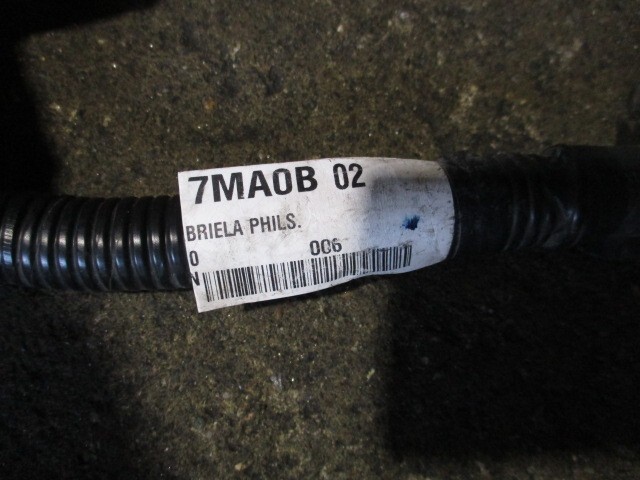 7MA0B 02
BRIELA PHILS.
0 006
N